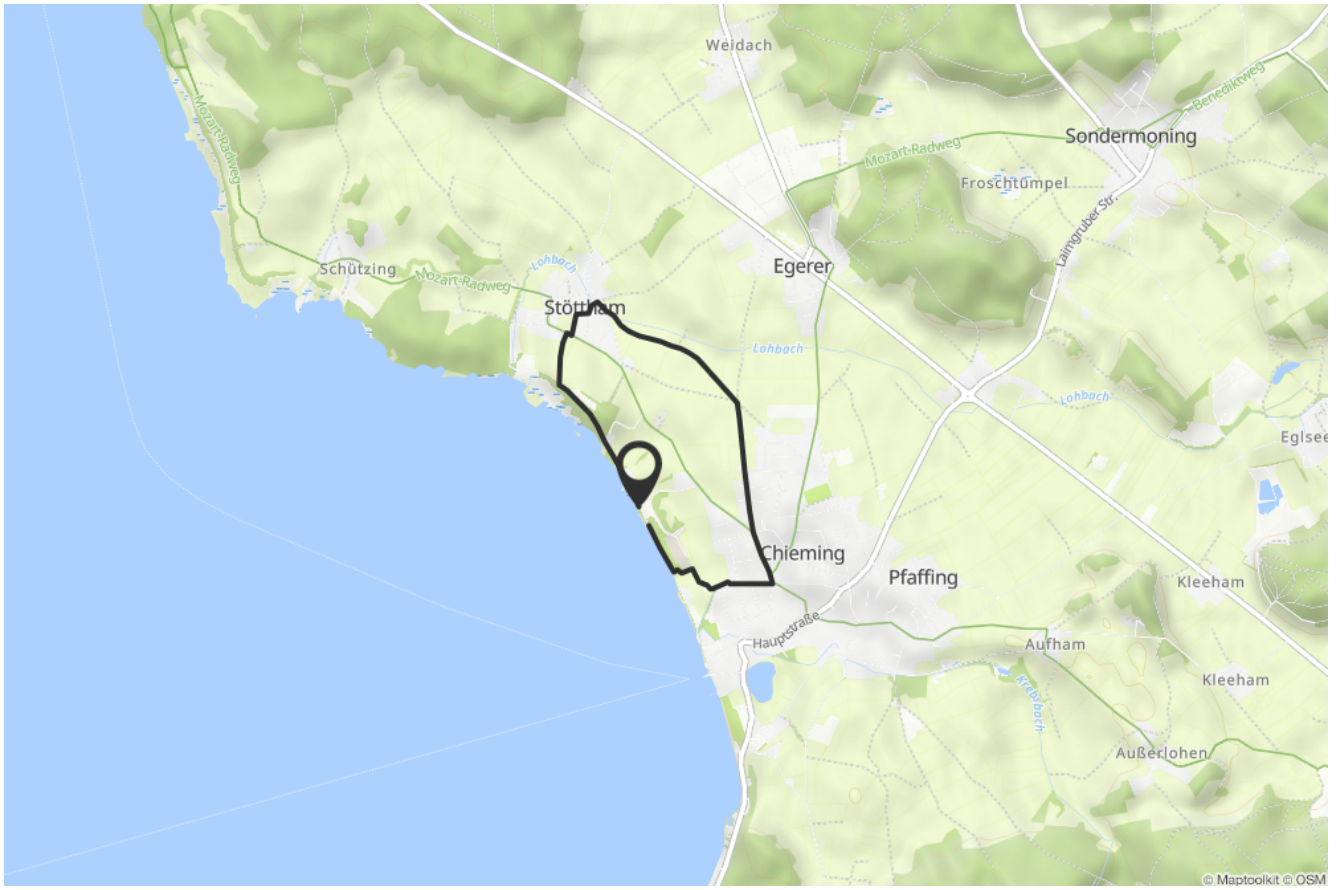 Weidach
Benediktweg
Mozart-Radweg
Sondermoning
Mozart-Radweg
Froschtümpel
Laimgruber Str.
Schützing
Lohbach
Egerer
Mozart-Radweg
Stöttham
Lohbach
Lohbach
Eglsee
Chieming
Pfaffing
Kleeham
Hauptstraße
Aufham
Krebsbach
Kleeham
Außerlohen
© Maptoolkit © OSM